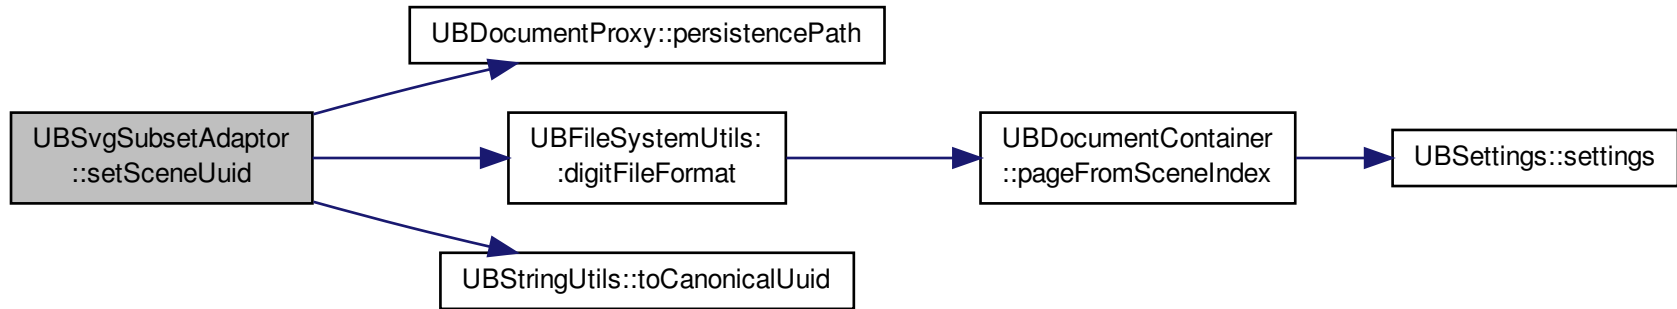 UBDocumentProxy::persistencePath
UBSvgSubsetAdaptor
::setSceneUuid
UBFileSystemUtils:
:digitFileFormat
UBDocumentContainer
::pageFromSceneIndex
UBSettings::settings
UBStringUtils::toCanonicalUuid